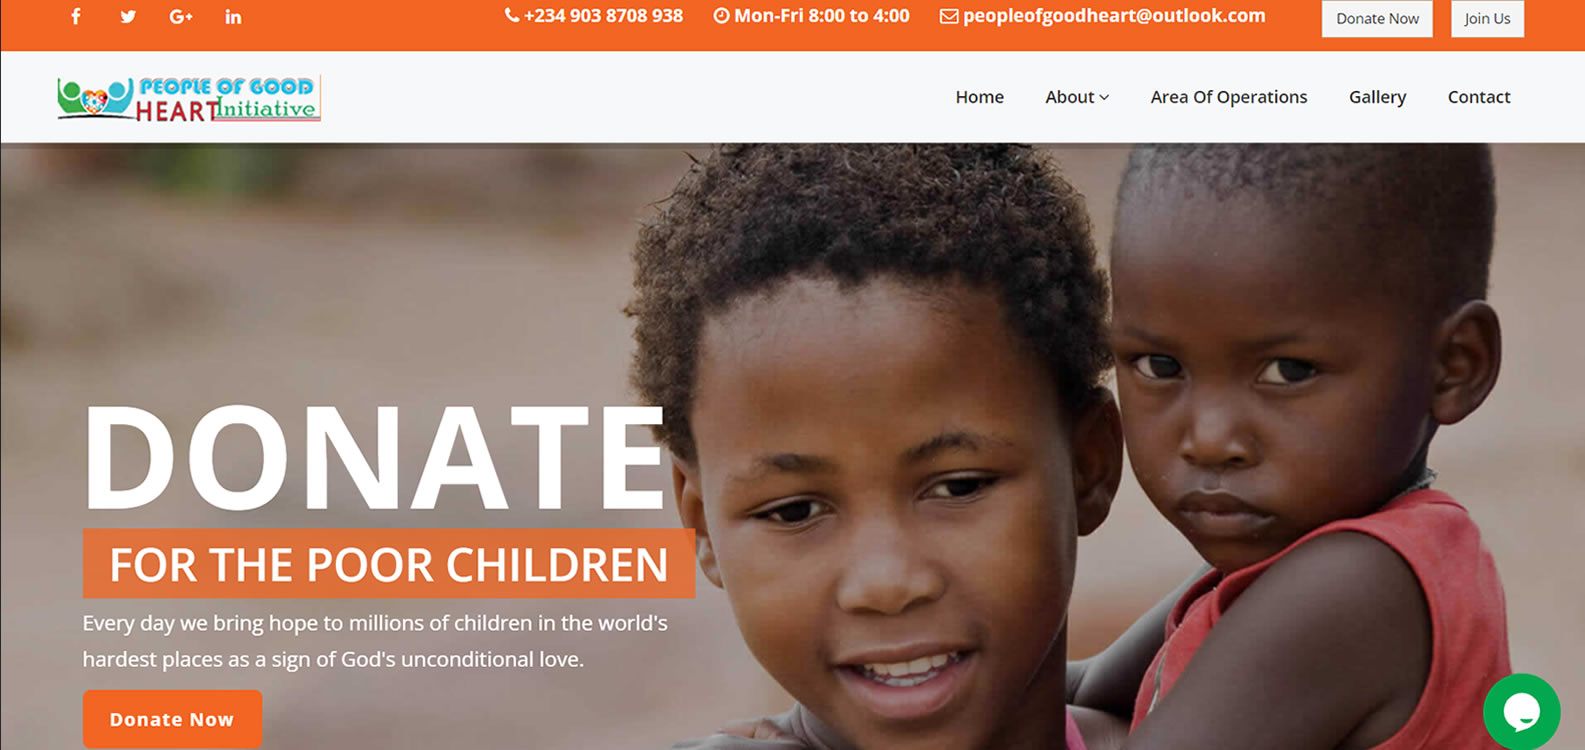 +234 903 8708 938 Mon-Fri 8:00 to 4:00 peopleofgoodheart@outlook.com Donate Now Join Us
PEOPLE OF GOOD
HEART Initiative
Home About Area Of Operations Gallery Contact
DONATE
FOR THE POOR CHILDREN
Every day we bring hope to millions of children in the world's
hardest places as a sign of God's unconditional love.
Donate Now